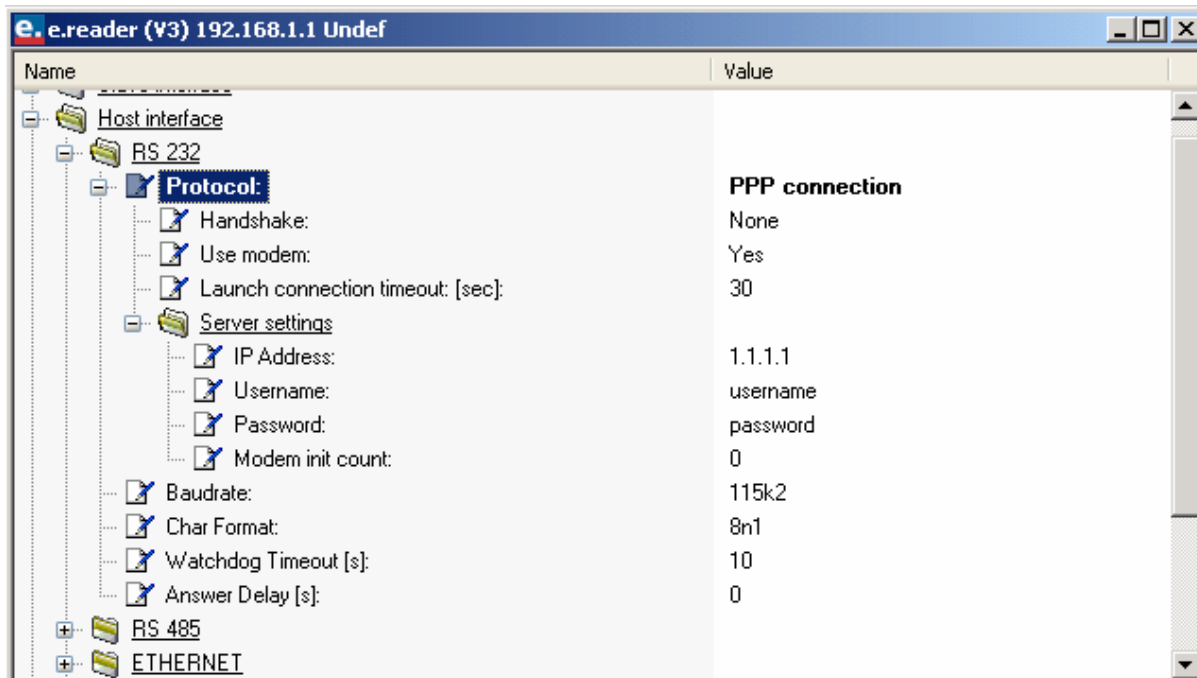 e. e.reader (V3) 192.168.1.1 Undef
Name Value
Host interface
RS 232
Protocol: PPP connection
Handshake: None
Use modem: Yes
Launch connection timeout: [sec]: 30
Server settings
IP Address: 1.1.1.1
Username: username
Password: password
Modem init count: 0
Baudrate: 115k2
Char Format: 8n1
Watchdog Timeout [s]: 10
Answer Delay [s]: 0
RS 485
ETHERNET